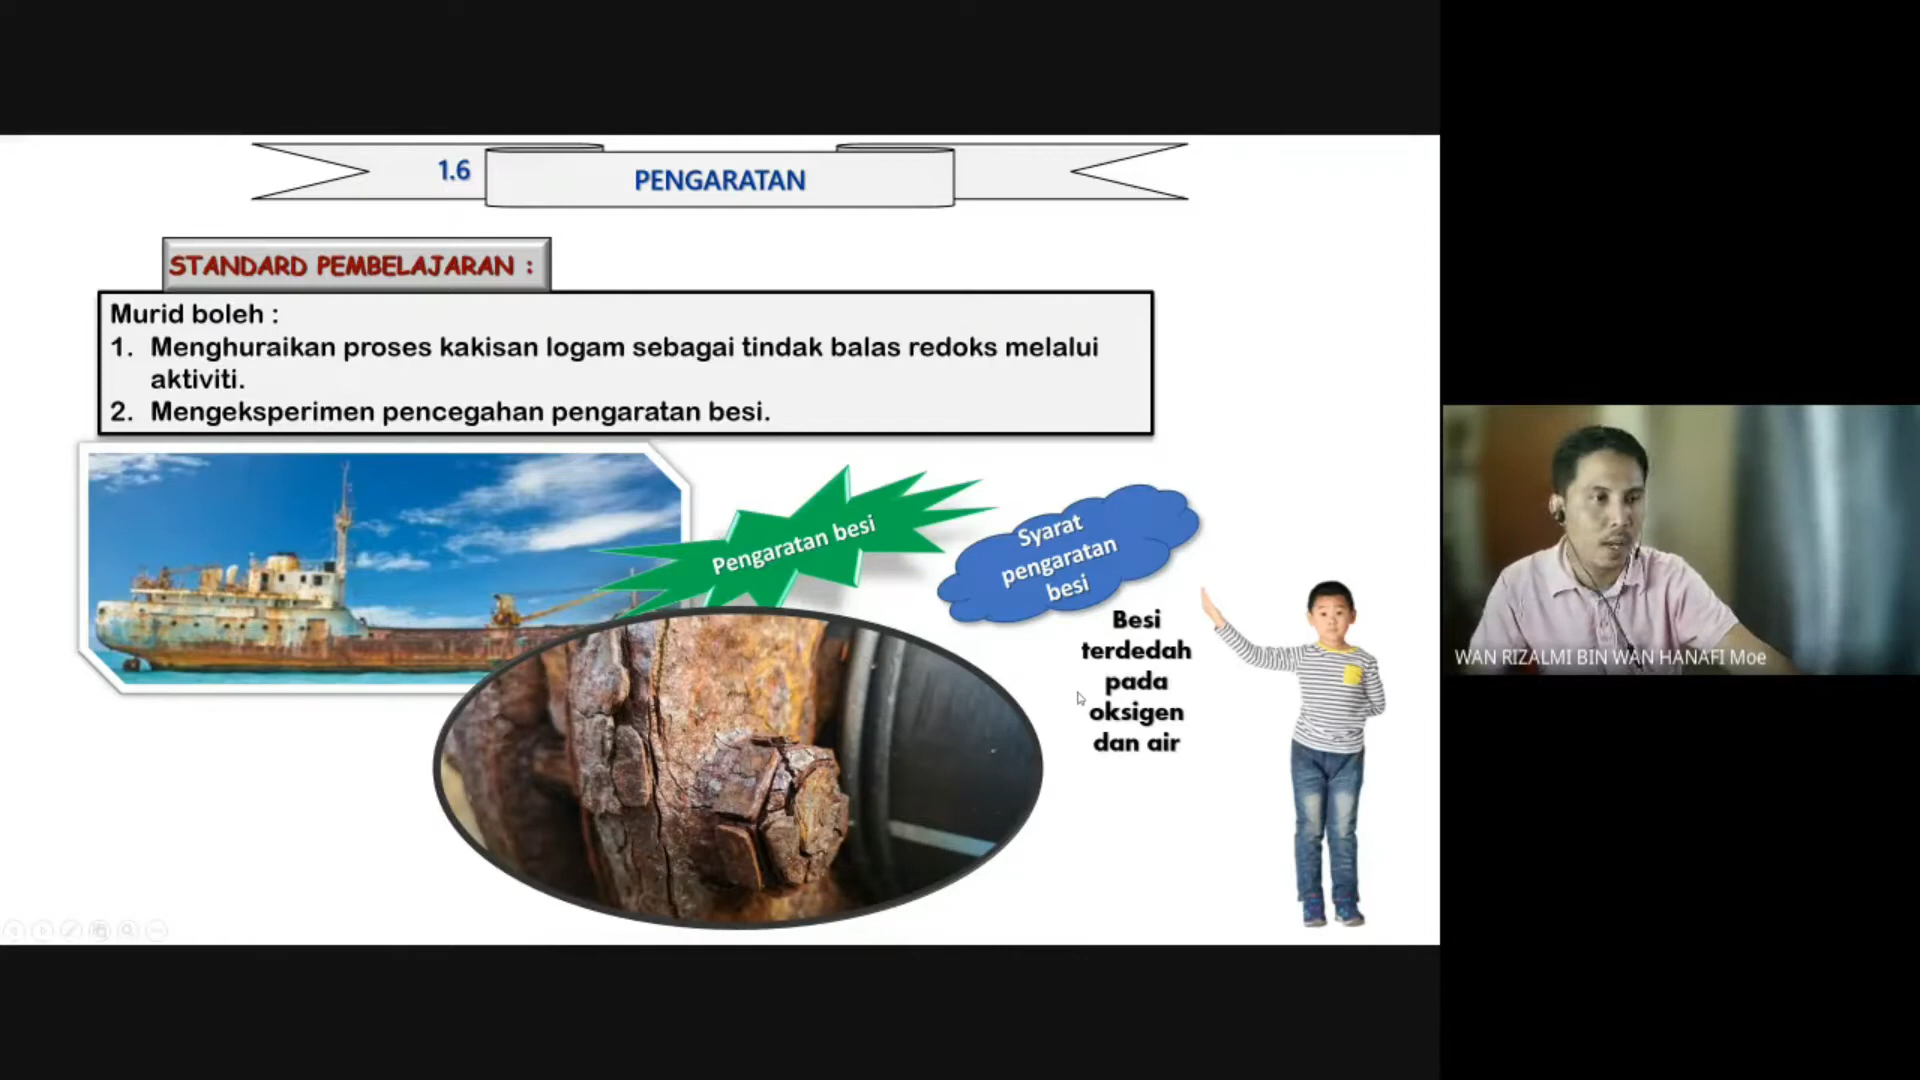 1.6
PENGARATAN
STANDARD PEMBELAJARAN :
Murid boleh :
1. Menghuraikan proses kakisan logam sebagai tindak balas redoks melalui
aktiviti.
2. Mengeksperimen pencegahan pengaratan besi.
Pengaratan besi
Syarat
pengaratan
besi
Besi
terdedah
pada
oksigen
dan air
WAN RIZALMI BIN WAN HANAFI Moe